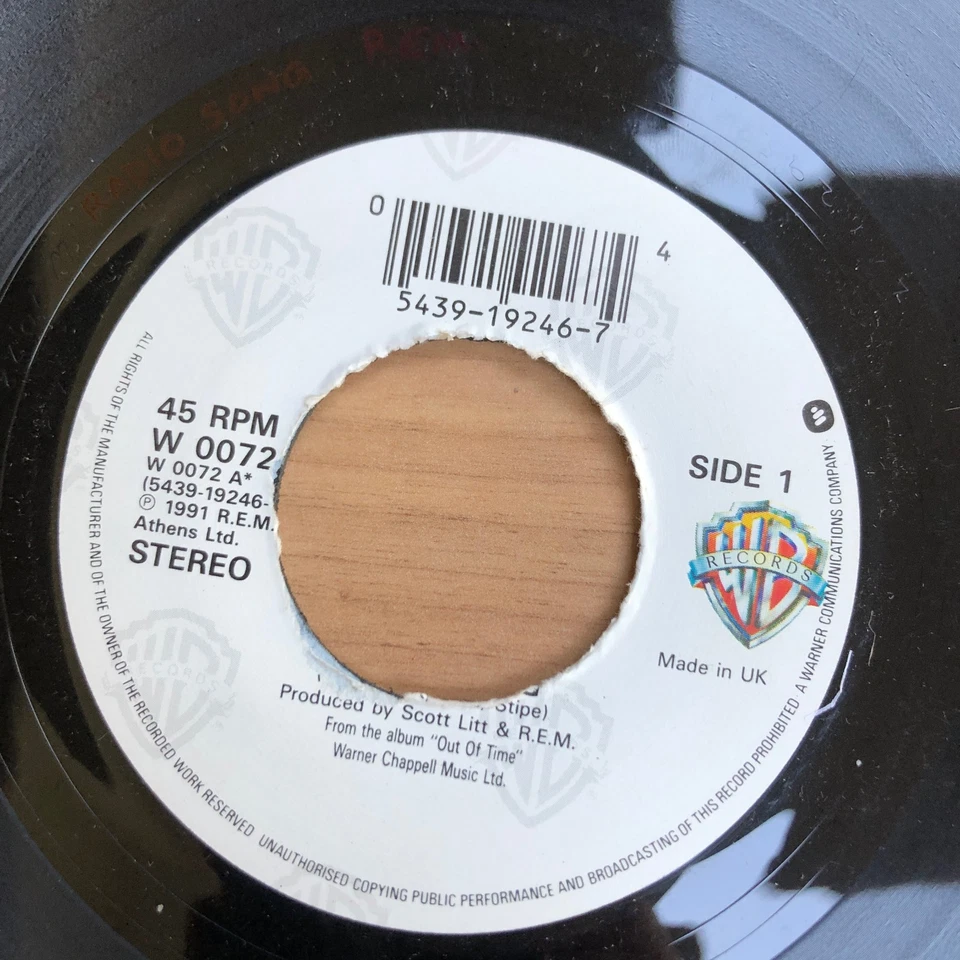 RADIO SONG R.E.M.
0 4
5439-19246-7
45 RPM
W 0072
W 0072 A*
(5439-19246-
℗ 1991 R.E.M.
Athens Ltd.
STEREO
SIDE 1
WB
RECORDS
Made in UK
Stipe)
Produced by Scott Litt & R.E.M.
From the album "Out Of Time"
Warner Chappell Music Ltd.
ALL RIGHTS OF THE MANUFACTURER AND OF THE OWNER OF THE RECORDED WORK RESERVED UNAUTHORISED COPYING PUBLIC PERFORMANCE AND BROADCASTING OF THIS RECORD PROHIBITED A WARNER COMMUNICATIONS COMPANY